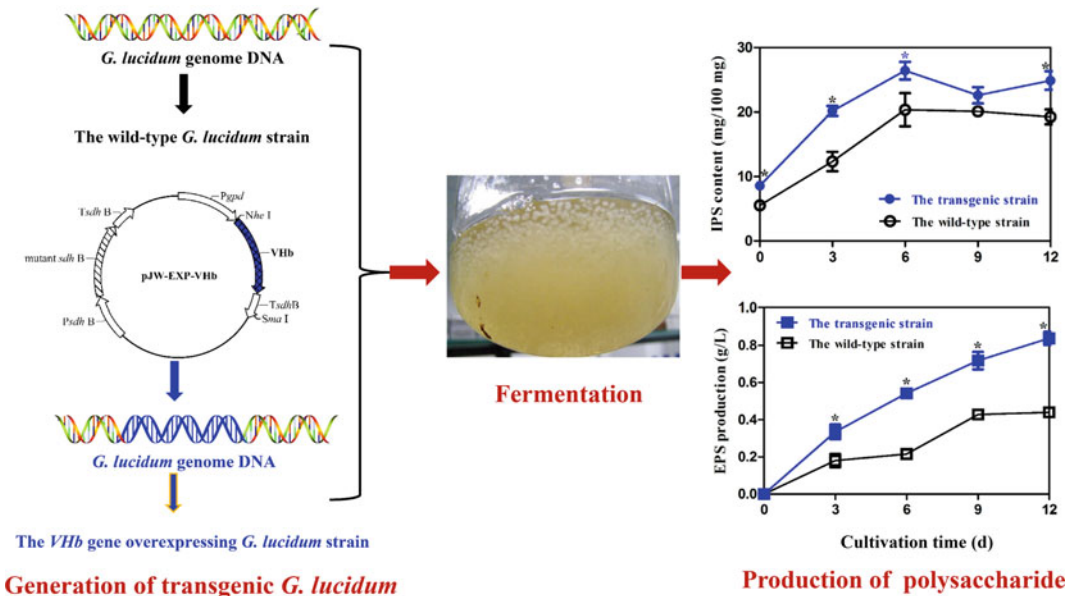 G. lucidum genome DNA
The wild-type G. lucidum strain
Pgpd
Nhe I
VHb
TsdhB
Sma I
Psdh B
mutant sdh B
Tsdh B
pJW-EXP-VHb
G. lucidum genome DNA
The VHb gene overexpressing G. lucidum strain
Generation of transgenic G. lucidum
Fermentation
IPS content (mg/100 mg)
30
20
10
0
* * * *
The transgenic strain
The wild-type strain
0 3 6 9 12
EPS production (g/L)
1.0
0.8
0.6
0.4
0.2
0.0
The transgenic strain
The wild-type strain
* * * *
0 3 6 9 12
Cultivation time (d)
Production of polysaccharide